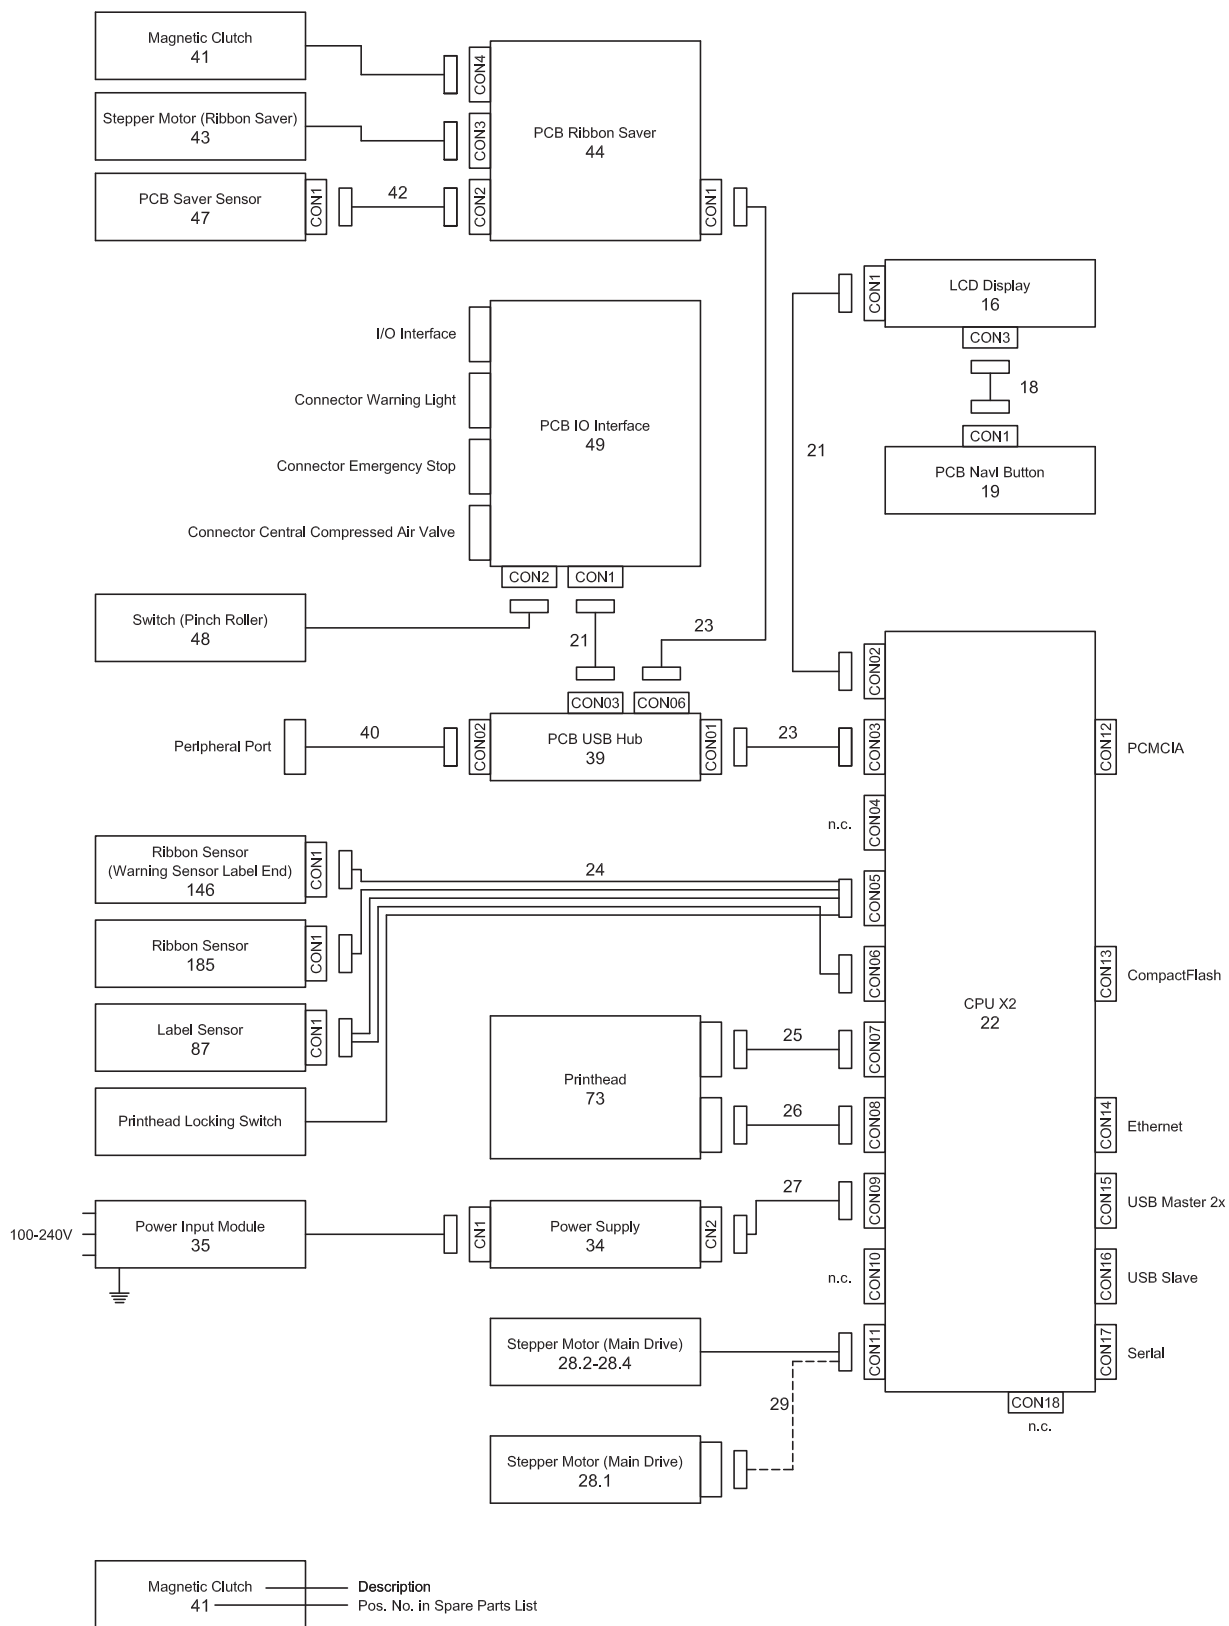 Magnetic Clutch
41
CON4
Stepper Motor (Ribbon Saver)
43
CON3
PCB Ribbon Saver
44
PCB Saver Sensor
47
CON1
42
CON2
CON1
LCD Display
16
CON1
CON3
18
CON1
PCB Navi Button
19
21
I/O Interface
Connector Warning Light
PCB IO Interface
49
Connector Emergency Stop
Connector Central Compressed Air Valve
CON2
CON1
Switch (Pinch Roller)
48
21
23
CON03
CON06
Peripheral Port
40
CON02
PCB USB Hub
39
CON01
23
CON02
CON03
CON12
PCMCIA
n.c.
CON04
Ribbon Sensor
(Warning Sensor Label End)
146
CON1
24
CON05
Ribbon Sensor
185
CON1
CON06
CON13
CompactFlash
CPU X2
22
Label Sensor
87
CON1
Printhead
73
25
CON07
26
CON08
CON14
Ethernet
Printhead Locking Switch
27
CON09
CON15
USB Master 2x
100-240V
Power Input Module
35
CN1
Power Supply
34
CN2
n.c.
CON10
CON16
USB Slave
Stepper Motor (Main Drive)
28.2-28.4
CON11
CON17
Serial
CON18
n.c.
29
Stepper Motor (Main Drive)
28.1
Magnetic Clutch
Description
41
Pos. No. in Spare Parts List